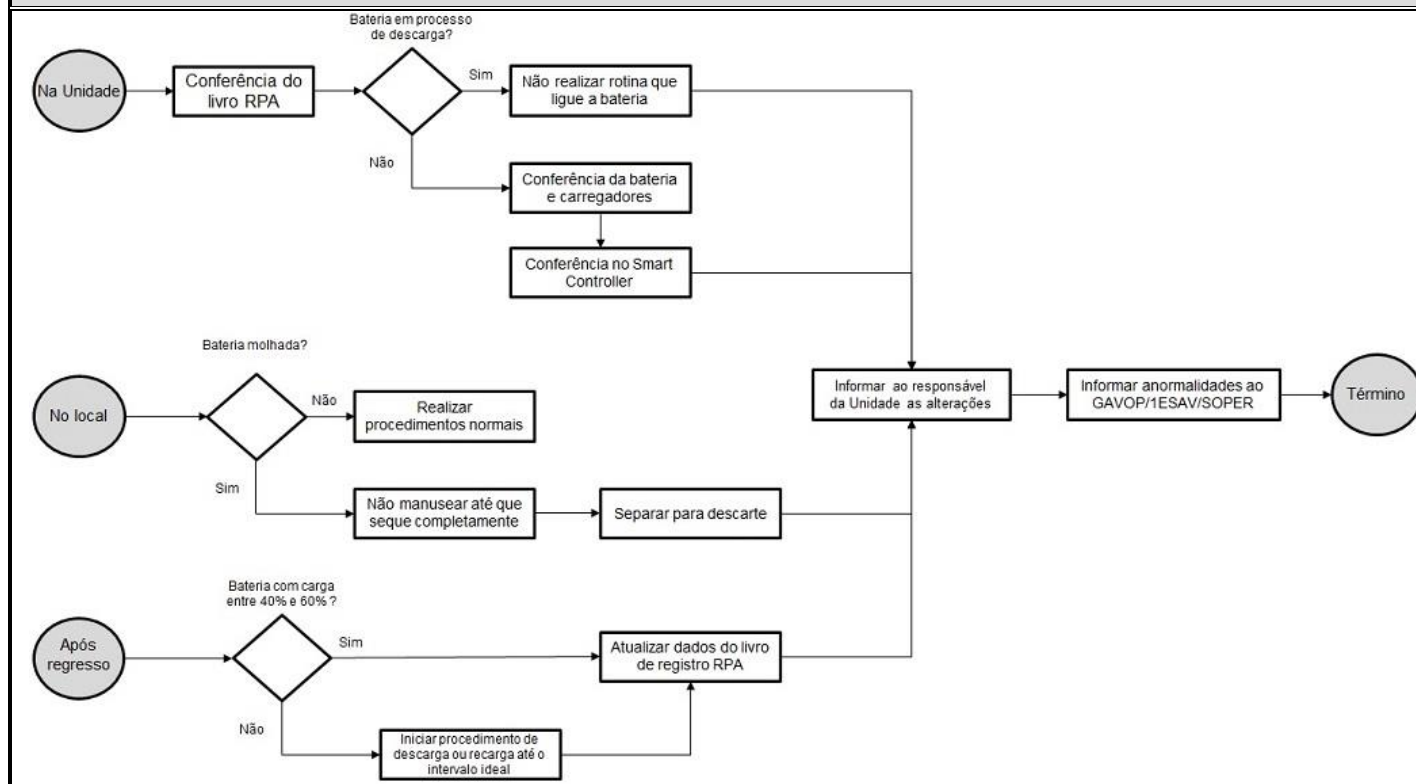 Bateria em processo
de descarga?
Na Unidade
Conferência do
livro RPA
Sim
Não realizar rotina que
ligue a bateria
Não
Conferência da bateria
e carregadores
Conferência no Smart
Controller
Bateria molhada?
No local
Não
Realizar
procedimentos normais
Sim
Não manusear até que
seque completamente
Separar para descarte
Informar ao responsável
da Unidade as alterações
Informar anormalidades ao
GAVOP/1ESAV/SOPER
Término
Bateria com carga
entre 40% e 60% ?
Após
regresso
Sim
Atualizar dados do livro
de registro RPA
Não
Iniciar procedimento de
descarga ou recarga até o
intervalo ideal